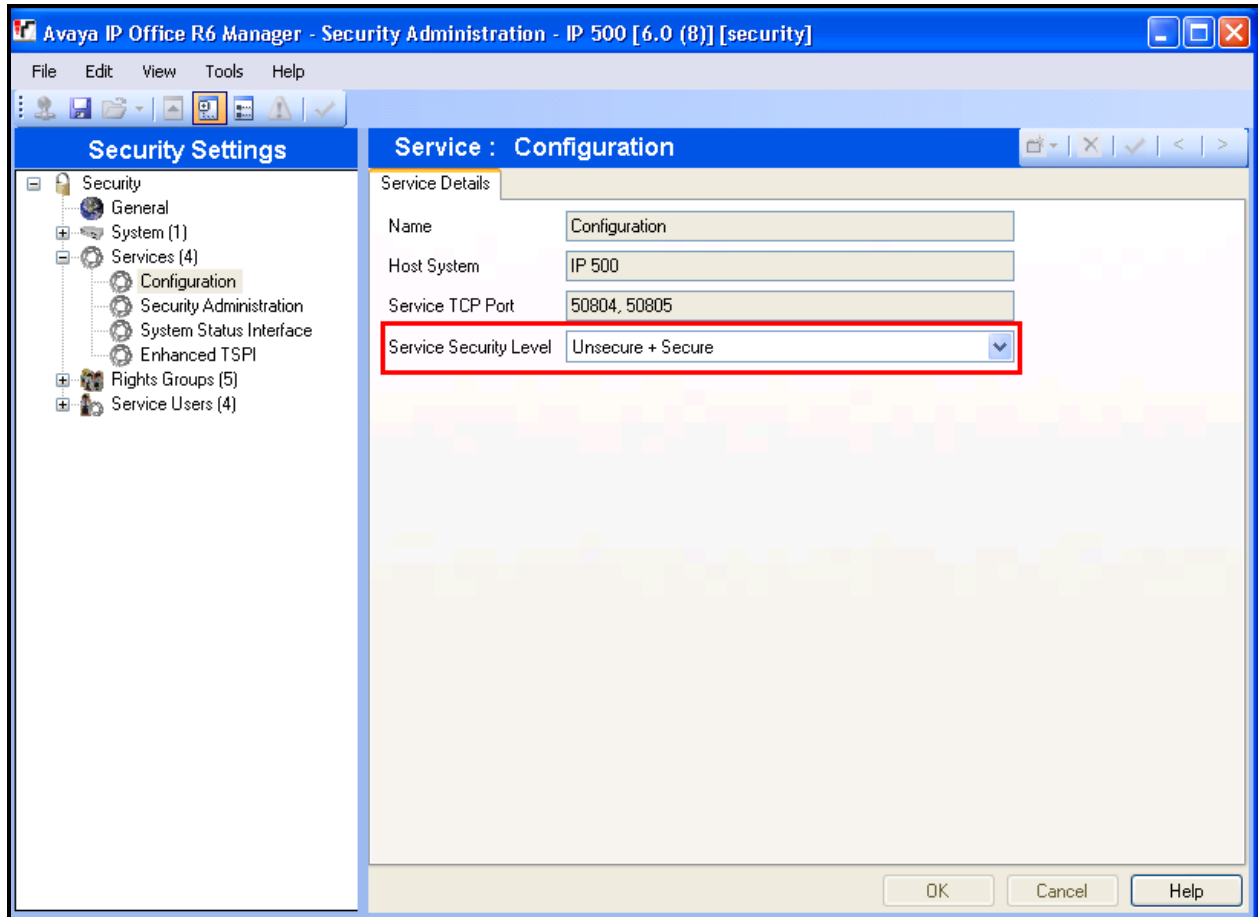 Avaya IP Office R6 Manager - Security Administration - IP 500 [6.0 (8)] [security]
File Edit View Tools Help
Security Settings
Security
General
System (1)
Services (4)
Configuration
Security Administration
System Status Interface
Enhanced TSPI
Rights Groups (5)
Service Users (4)
Service : Configuration
Service Details
Name Configuration
Host System IP 500
Service TCP Port 50804, 50805
Service Security Level Unsecure + Secure
OK Cancel Help